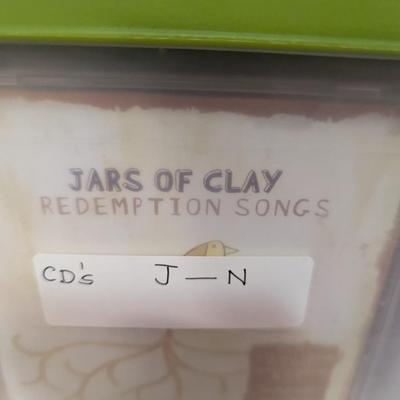 JARS OF CLAY
REDEMPTION SONGS
CD's J — N